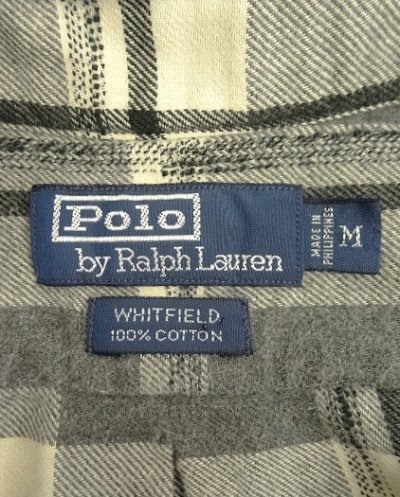 Polo
by Ralph Lauren
MADE IN
PHILIPPINES
M
WHITFIELD
100% COTTON